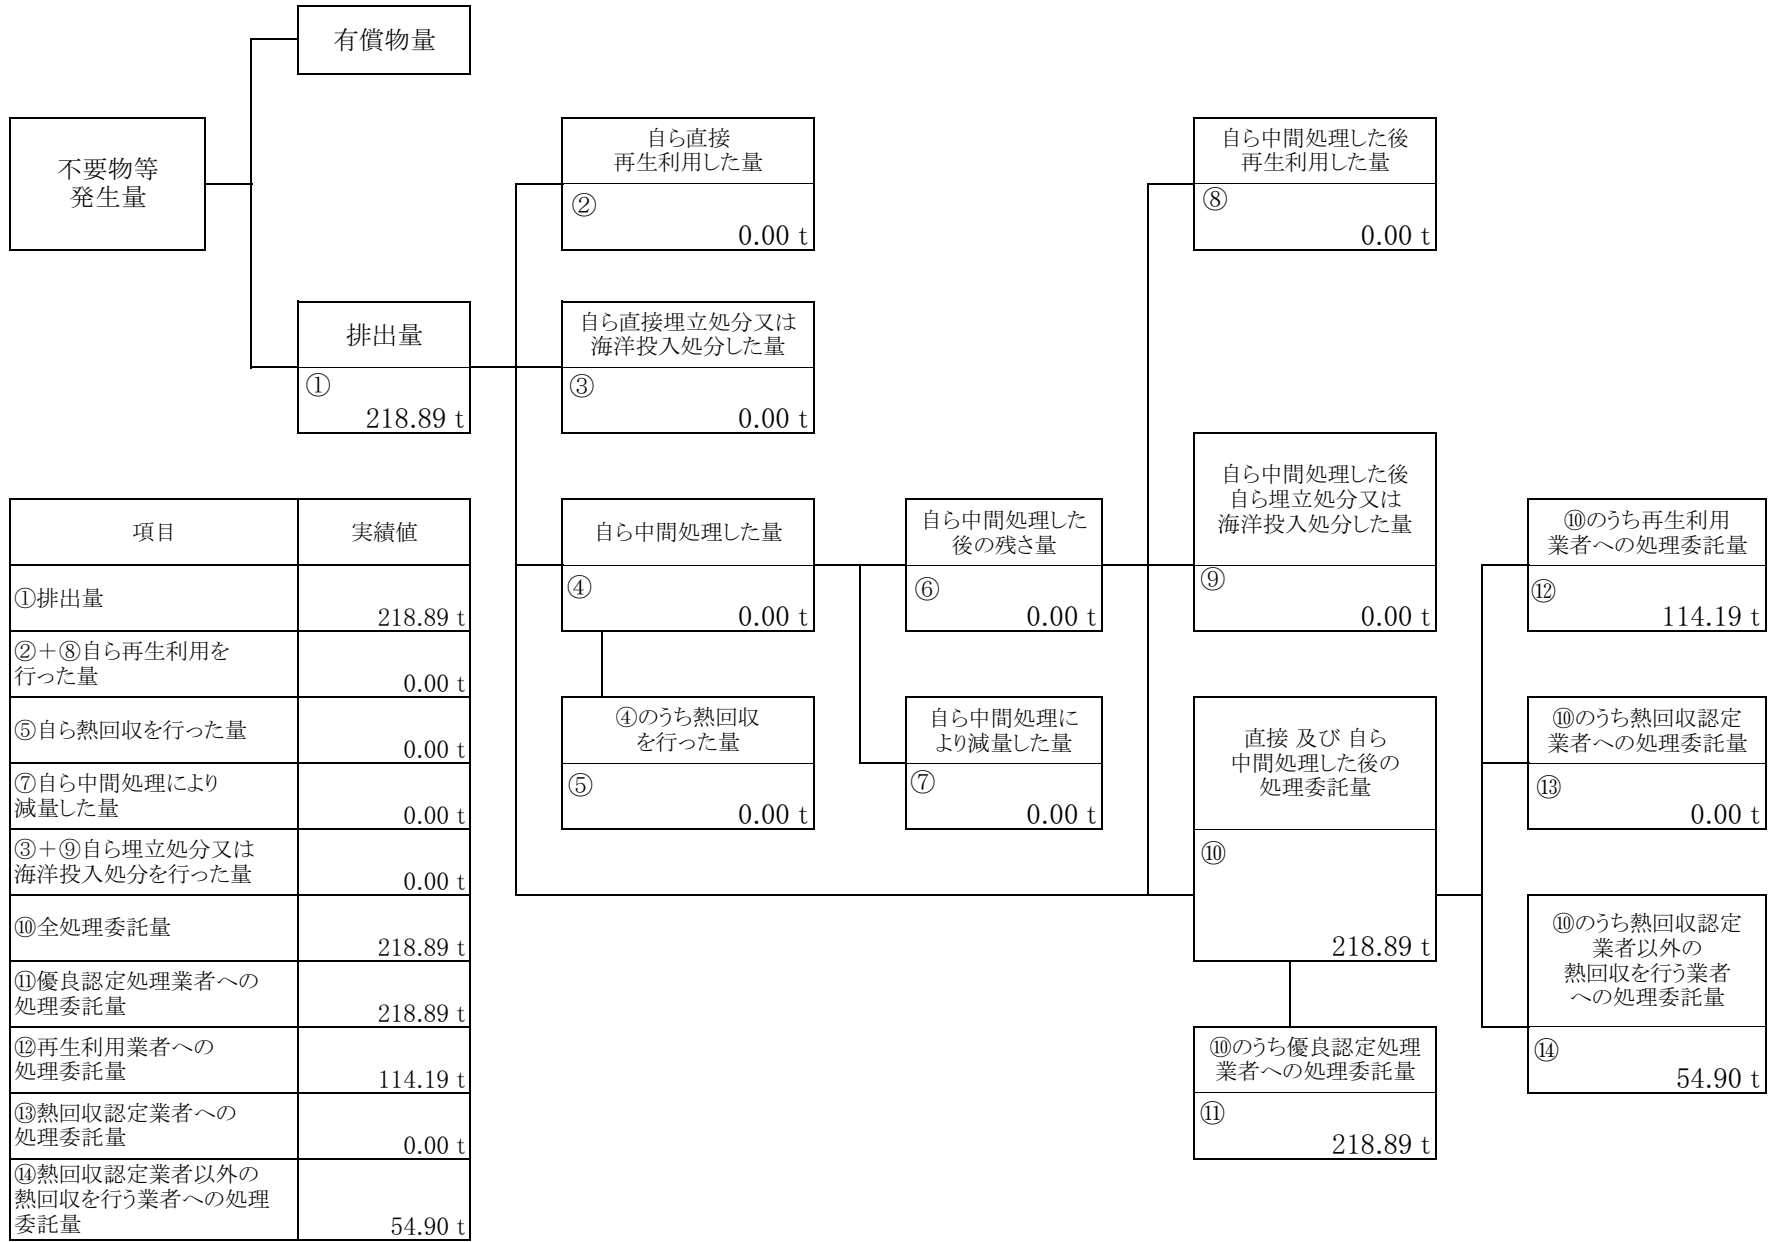 有償物量
不要物等
発生量
自ら直接
再生利用した量
②
0.00 t
自ら中間処理した後
再生利用した量
⑧
0.00 t
排出量
①
218.89 t
自ら直接埋立処分又は
海洋投入処分した量
③
0.00 t
自ら中間処理した量
④
0.00 t
自ら中間処理した
後の残さ量
⑥
0.00 t
自ら中間処理した後
自ら埋立処分又は
海洋投入処分した量
⑨
0.00 t
⑩のうち再生利用
業者への処理委託量
⑫
114.19 t
④のうち熱回収
を行った量
⑤
0.00 t
自ら中間処理に
より減量した量
⑦
0.00 t
直接 及び 自ら
中間処理した後の
処理委託量
⑩
218.89 t
⑩のうち熱回収認定
業者への処理委託量
⑬
0.00 t
⑩のうち熱回収認定
業者以外の
熱回収を行う業者
への処理委託量
⑭
54.90 t
⑩のうち優良認定処理
業者への処理委託量
⑪
218.89 t
項目 実績値
①排出量
218.89 t
②+⑧自ら再生利用を
行った量
0.00 t
⑤自ら熱回収を行った量
0.00 t
⑦自ら中間処理により
減量した量
0.00 t
③+⑨自ら埋立処分又は
海洋投入処分を行った量
0.00 t
⑩全処理委託量
218.89 t
⑪優良認定処理業者への
処理委託量
218.89 t
⑫再生利用業者への
処理委託量
114.19 t
⑬熱回収認定業者への
処理委託量
0.00 t
⑭熱回収認定業者以外の
熱回収を行う業者への処理
委託量
54.90 t